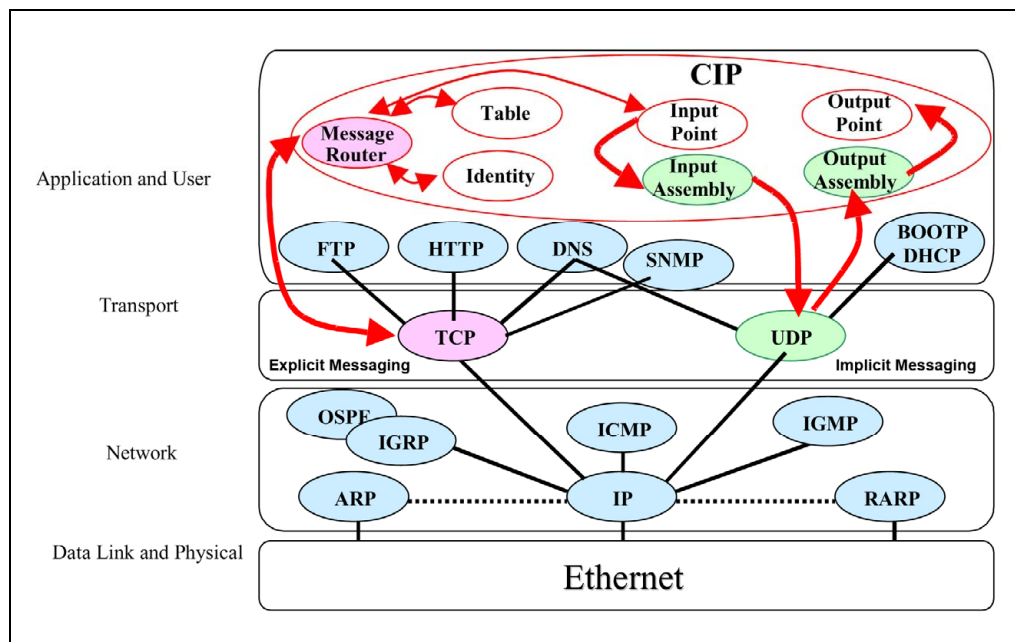 CIP
Table
Input
Point
Output
Point
Message
Router
Application and User
Identity
Input
Assembly
Output
Assembly
FTP
HTTP
DNS
SNMP
BOOTP
DHCP
Transport
TCP
UDP
Explicit Messaging
Implicit Messaging
OSPF
IGRP
ICMP
IGMP
Network
ARP
IP
RARP
Data Link and Physical
Ethernet